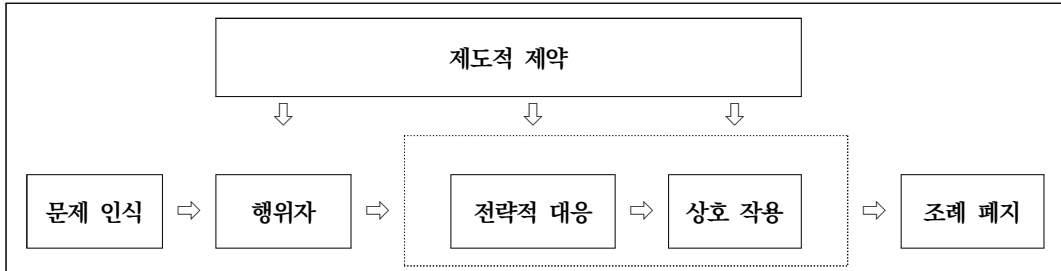 제도적 제약
문제 인식 ⇨ 행위자 ⇨ 전략적 대응 ⇨ 상호 작용 ⇨ 조례 폐지